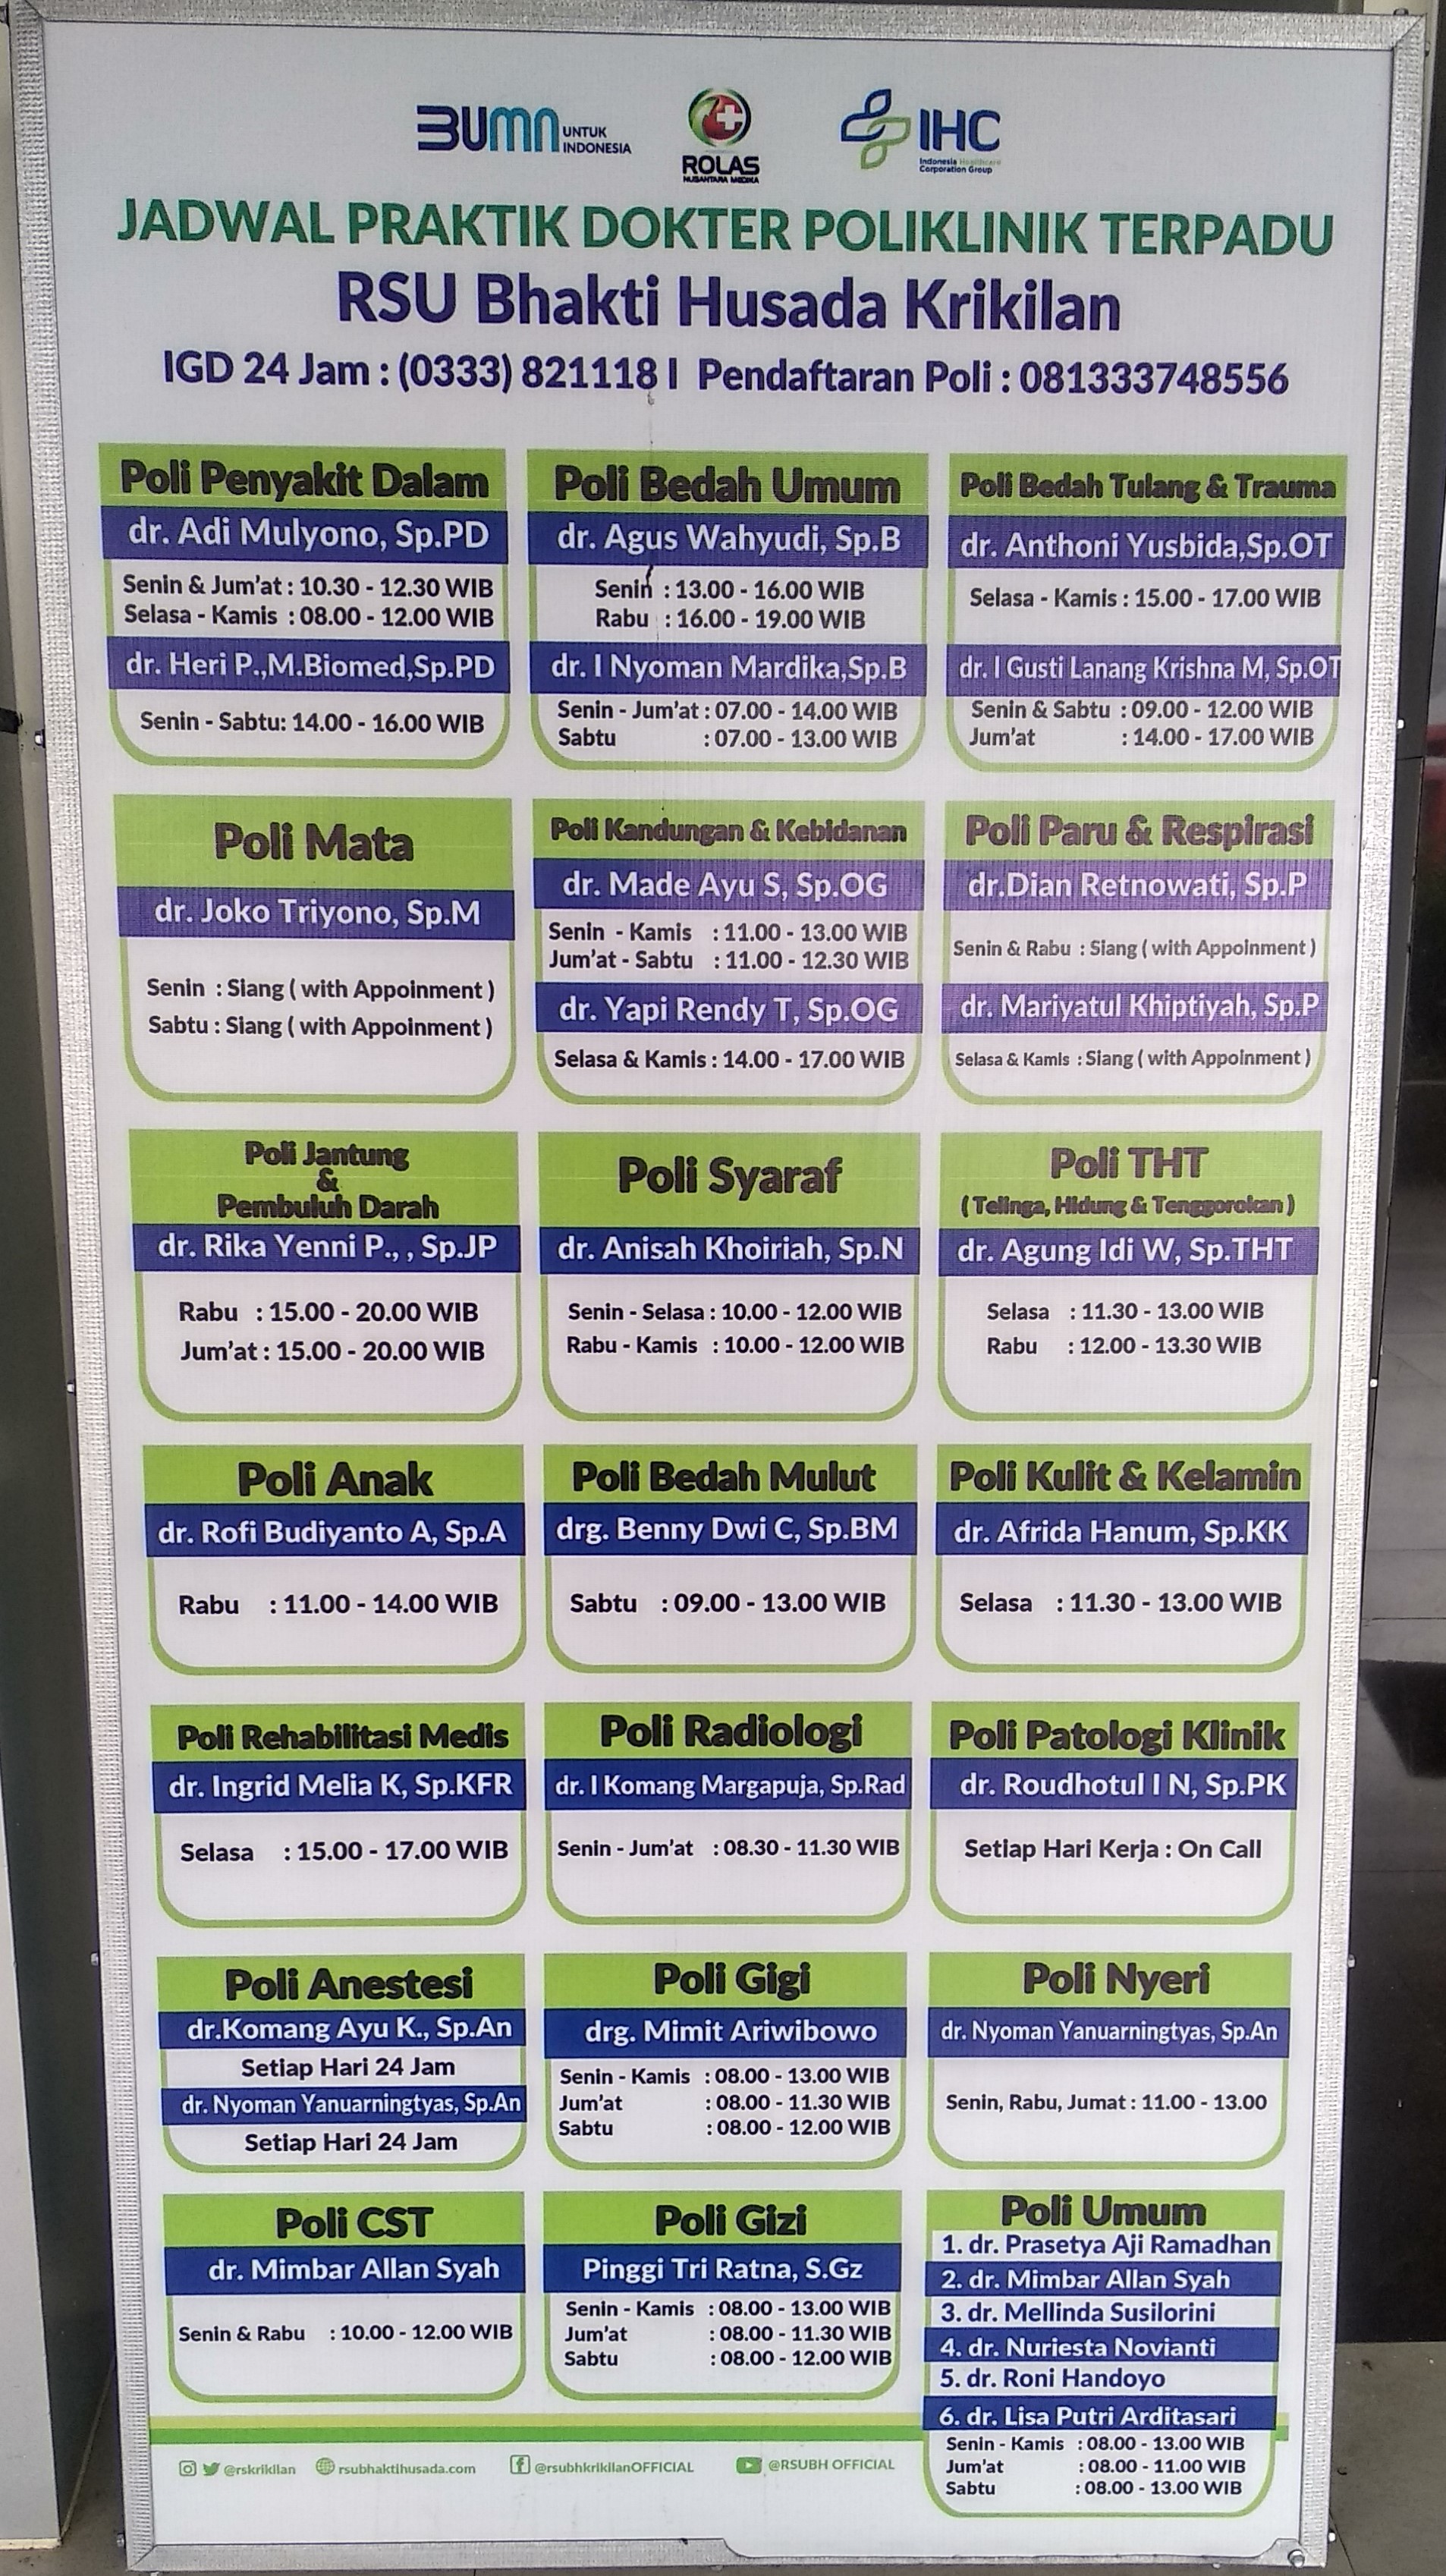 BUMN UNTUK INDONESIA
ROLAS
NUSANTARA MEDIKA
IHC
Indonesia Healthcare
Corporation Group
JADWAL PRAKTIK DOKTER POLIKLINIK TERPADU
RSU Bhakti Husada Krikilan
IGD 24 Jam : (0333) 821118 I Pendaftaran Poli : 081333748556
Poli Penyakit Dalam
dr. Adi Mulyono, Sp.PD
Senin & Jum'at : 10.30 - 12.30 WIB
Selasa - Kamis : 08.00 - 12.00 WIB
dr. Heri P.,M.Biomed,Sp.PD
Senin - Sabtu: 14.00 - 16.00 WIB
Poli Bedah Umum
dr. Agus Wahyudi, Sp.B
Senin : 13.00 - 16.00 WIB
Rabu : 16.00 - 19.00 WIB
dr. I Nyoman Mardika,Sp.B
Senin - Jum'at : 07.00 - 14.00 WIB
Sabtu : 07.00 - 13.00 WIB
Poli Bedah Tulang & Trauma
dr. Anthoni Yusbida,Sp.OT
Selasa - Kamis : 15.00 - 17.00 WIB
dr. I Gusti Lanang Krishna M, Sp.OT
Senin & Sabtu : 09.00 - 12.00 WIB
Jum'at : 14.00 - 17.00 WIB
Poli Mata
dr. Joko Triyono, Sp.M
Senin : Siang ( with Appoinment )
Sabtu : Siang ( with Appoinment )
Poli Kandungan & Kebidanan
dr. Made Ayu S, Sp.OG
Senin - Kamis : 11.00 - 13.00 WIB
Jum'at - Sabtu : 11.00 - 12.30 WIB
dr. Yapi Rendy T, Sp.OG
Selasa & Kamis : 14.00 - 17.00 WIB
Poli Paru & Respirasi
dr.Dian Retnowati, Sp.P
Senin & Rabu : Siang ( with Appoinment )
dr. Mariyatul Khiptiyah, Sp.P
Selasa & Kamis : Siang ( with Appoinment )
Poli Jantung
&
Pembuluh Darah
dr. Rika Yenni P., , Sp.JP
Rabu : 15.00 - 20.00 WIB
Jum'at : 15.00 - 20.00 WIB
Poli Syaraf
dr. Anisah Khoiriah, Sp.N
Senin - Selasa : 10.00 - 12.00 WIB
Rabu - Kamis : 10.00 - 12.00 WIB
Poli THT
( Telinga, Hidung & Tenggorokan )
dr. Agung Idi W, Sp.THT
Selasa : 11.30 - 13.00 WIB
Rabu : 12.00 - 13.30 WIB
Poli Anak
dr. Rofi Budiyanto A, Sp.A
Rabu : 11.00 - 14.00 WIB
Poli Bedah Mulut
drg. Benny Dwi C, Sp.BM
Sabtu : 09.00 - 13.00 WIB
Poli Kulit & Kelamin
dr. Afrida Hanum, Sp.KK
Selasa : 11.30 - 13.00 WIB
Poli Rehabilitasi Medis
dr. Ingrid Melia K, Sp.KFR
Selasa : 15.00 - 17.00 WIB
Poli Radiologi
dr. I Komang Margapuja, Sp.Rad
Senin - Jum'at : 08.30 - 11.30 WIB
Poli Patologi Klinik
dr. Roudhotul I N, Sp.PK
Setiap Hari Kerja : On Call
Poli Anestesi
dr.Komang Ayu K., Sp.An
Setiap Hari 24 Jam
dr. Nyoman Yanuarningtyas, Sp.An
Setiap Hari 24 Jam
Poli Gigi
drg. Mimit Ariwibowo
Senin - Kamis : 08.00 - 13.00 WIB
Jum'at : 08.00 - 11.30 WIB
Sabtu : 08.00 - 12.00 WIB
Poli Nyeri
dr. Nyoman Yanuarningtyas, Sp.An
Senin, Rabu, Jumat : 11.00 - 13.00
Poli CST
dr. Mimbar Allan Syah
Senin & Rabu : 10.00 - 12.00 WIB
Poli Gizi
Pinggi Tri Ratna, S.Gz
Senin - Kamis : 08.00 - 13.00 WIB
Jum'at : 08.00 - 11.30 WIB
Sabtu : 08.00 - 12.00 WIB
Poli Umum
1. dr. Prasetya Aji Ramadhan
2. dr. Mimbar Allan Syah
3. dr. Mellinda Susilorini
4. dr. Nuriesta Novianti
5. dr. Roni Handoyo
6. dr. Lisa Putri Arditasari
Senin - Kamis : 08.00 - 13.00 WIB
Jum'at : 08.00 - 11.00 WIB
Sabtu : 08.00 - 13.00 WIB
@rskrikilan rsubhaktihusada.com @rsubhkrikilanOFFICIAL @RSUBH OFFICIAL